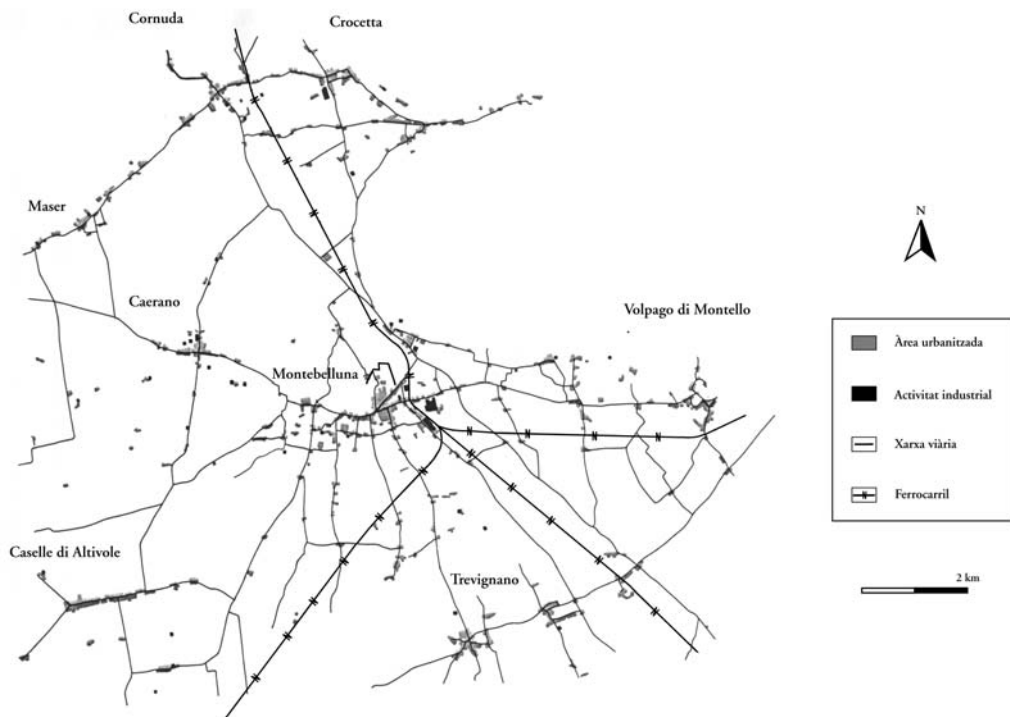 Cornuda
Crocetta
Maser
Caerano
Montebelluna
Volpago di Montello
Caselle di Altivole
Trevignano
N
Àrea urbanitzada
Activitat industrial
Xarxa viària
Ferrocarril
2 km